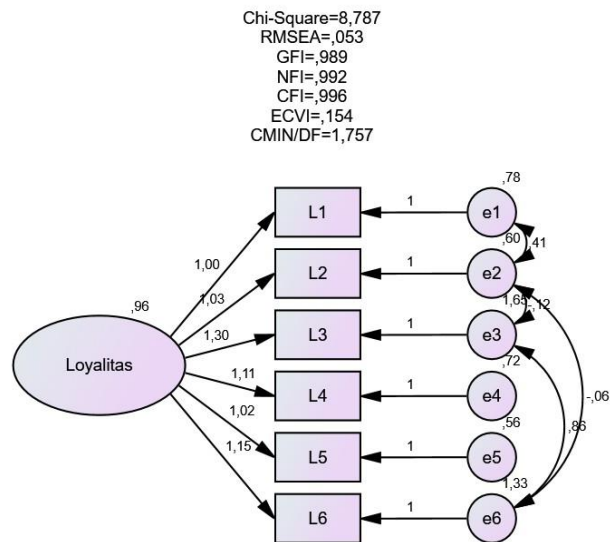 Chi-Square=8,787
RMSEA=,053
GFI=,989
NFI=,992
CFI=,996
ECVI=,154
CMIN/DF=1,757
,78
L1
1
e1
1,00
,60
,41
L2
1
e2
1,03
,96
1,65
-,12
L3
1
e3
1,30
Loyalitas
,72
1,11
L4
1
e4
-,06
,56
,86
1,02
L5
1
e5
1,15
1,33
L6
1
e6